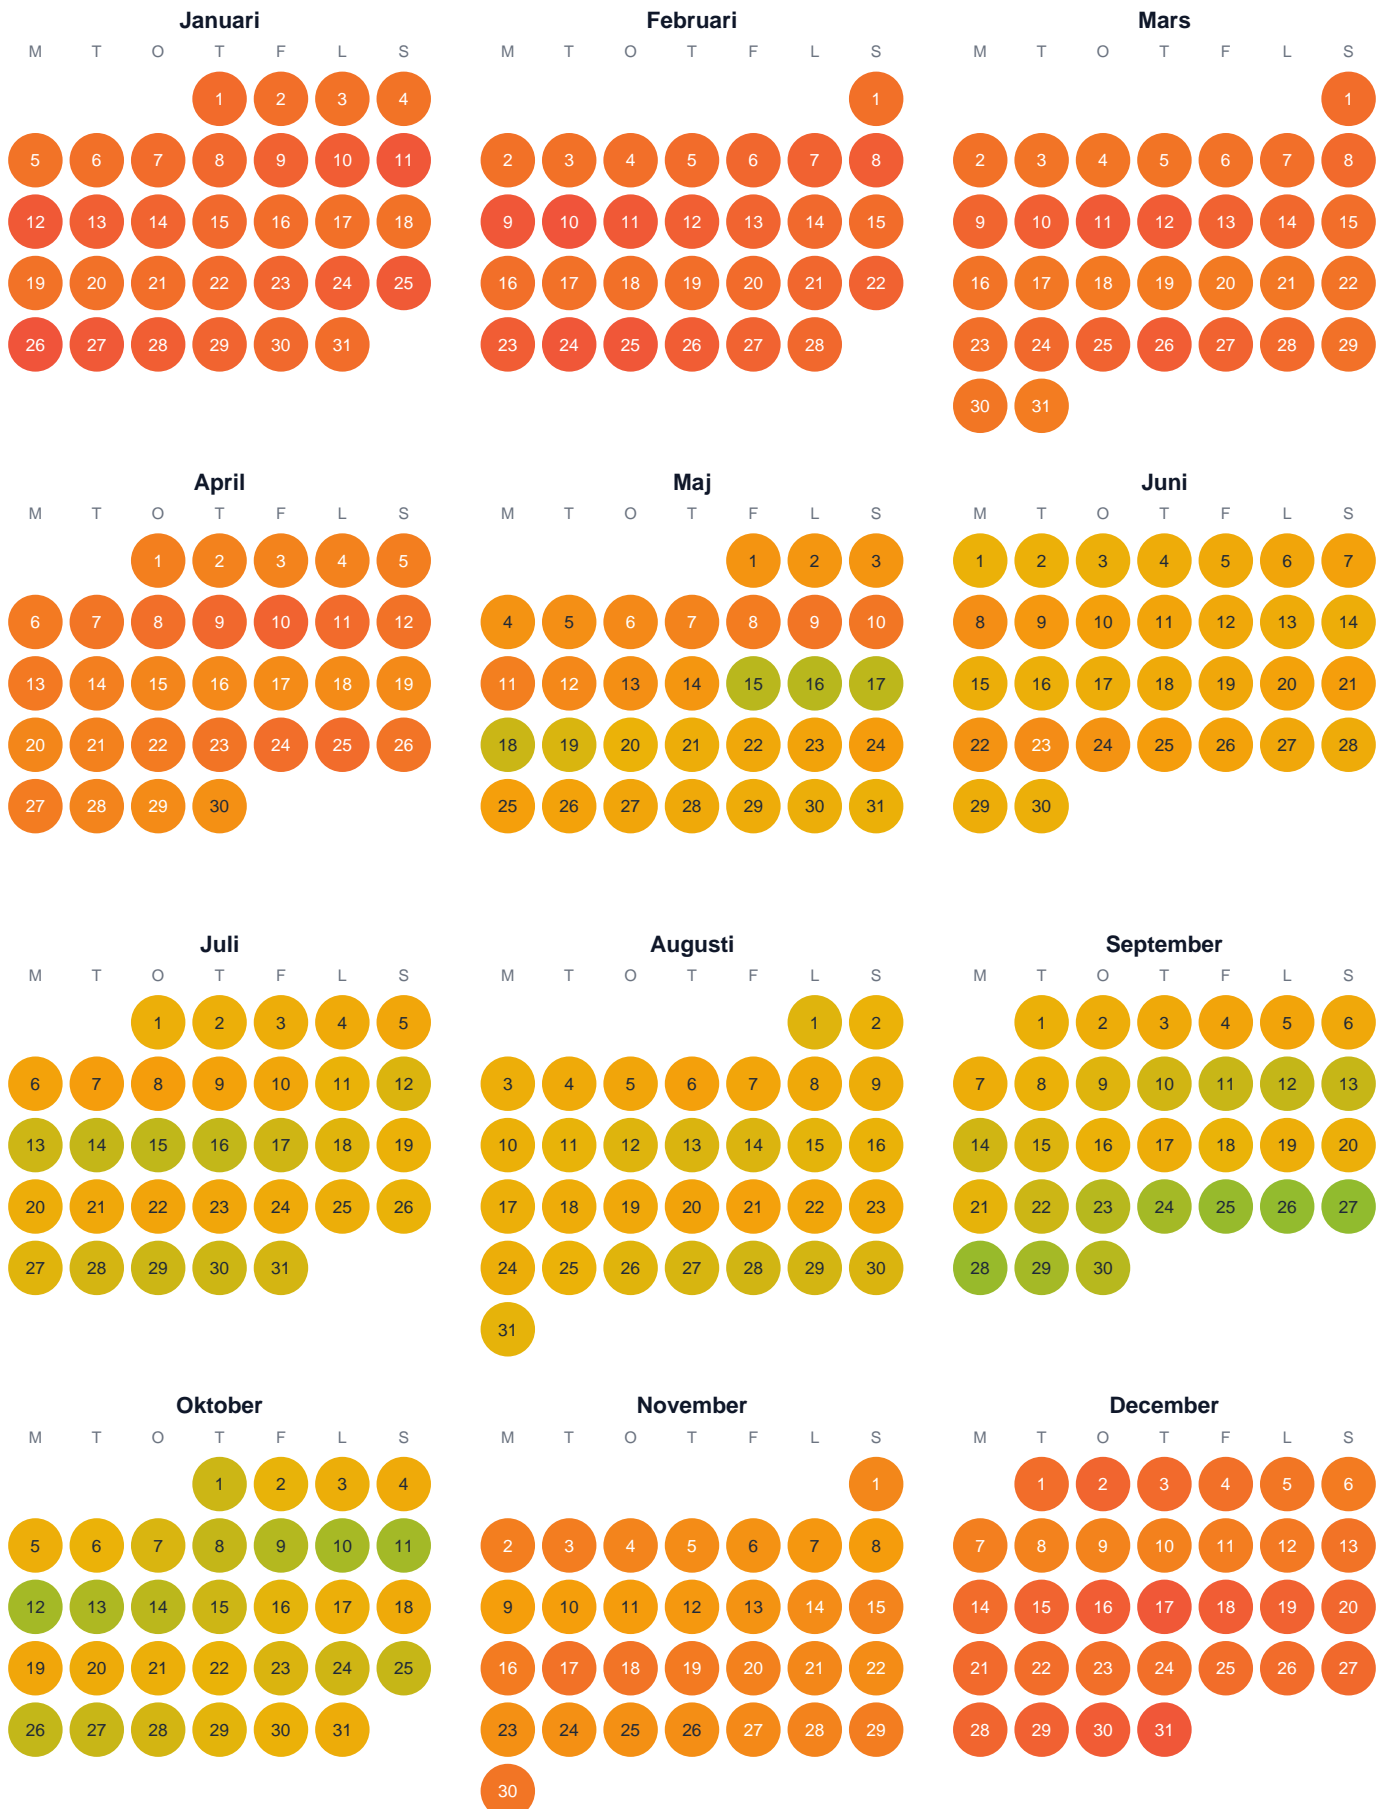 Januari Februari Mars
M T O T F L S M T O T F L S M T O T F L S
1 2 3 4 1 1
5 6 7 8 9 10 11 2 3 4 5 6 7 8 2 3 4 5 6 7 8
12 13 14 15 16 17 18 9 10 11 12 13 14 15 9 10 11 12 13 14 15
19 20 21 22 23 24 25 16 17 18 19 20 21 22 16 17 18 19 20 21 22
26 27 28 29 30 31 23 24 25 26 27 28 23 24 25 26 27 28 29
30 31
April Maj Juni
M T O T F L S M T O T F L S M T O T F L S
1 2 3 4 5 1 2 3 1 2 3 4 5 6 7
6 7 8 9 10 11 12 4 5 6 7 8 9 10 8 9 10 11 12 13 14
13 14 15 16 17 18 19 11 12 13 14 15 16 17 15 16 17 18 19 20 21
20 21 22 23 24 25 26 18 19 20 21 22 23 24 22 23 24 25 26 27 28
27 28 29 30 25 26 27 28 29 30 31 29 30
Juli Augusti September
M T O T F L S M T O T F L S M T O T F L S
1 2 3 4 5 1 2 1 2 3 4 5 6
6 7 8 9 10 11 12 3 4 5 6 7 8 9 7 8 9 10 11 12 13
13 14 15 16 17 18 19 10 11 12 13 14 15 16 14 15 16 17 18 19 20
20 21 22 23 24 25 26 17 18 19 20 21 22 23 21 22 23 24 25 26 27
27 28 29 30 31 24 25 26 27 28 29 30 28 29 30
31
Oktober November December
M T O T F L S M T O T F L S M T O T F L S
1 2 3 4 1 1 2 3 4 5 6
5 6 7 8 9 10 11 2 3 4 5 6 7 8 7 8 9 10 11 12 13
12 13 14 15 16 17 18 9 10 11 12 13 14 15 14 15 16 17 18 19 20
19 20 21 22 23 24 25 16 17 18 19 20 21 22 21 22 23 24 25 26 27
26 27 28 29 30 31 23 24 25 26 27 28 29 28 29 30 31
30